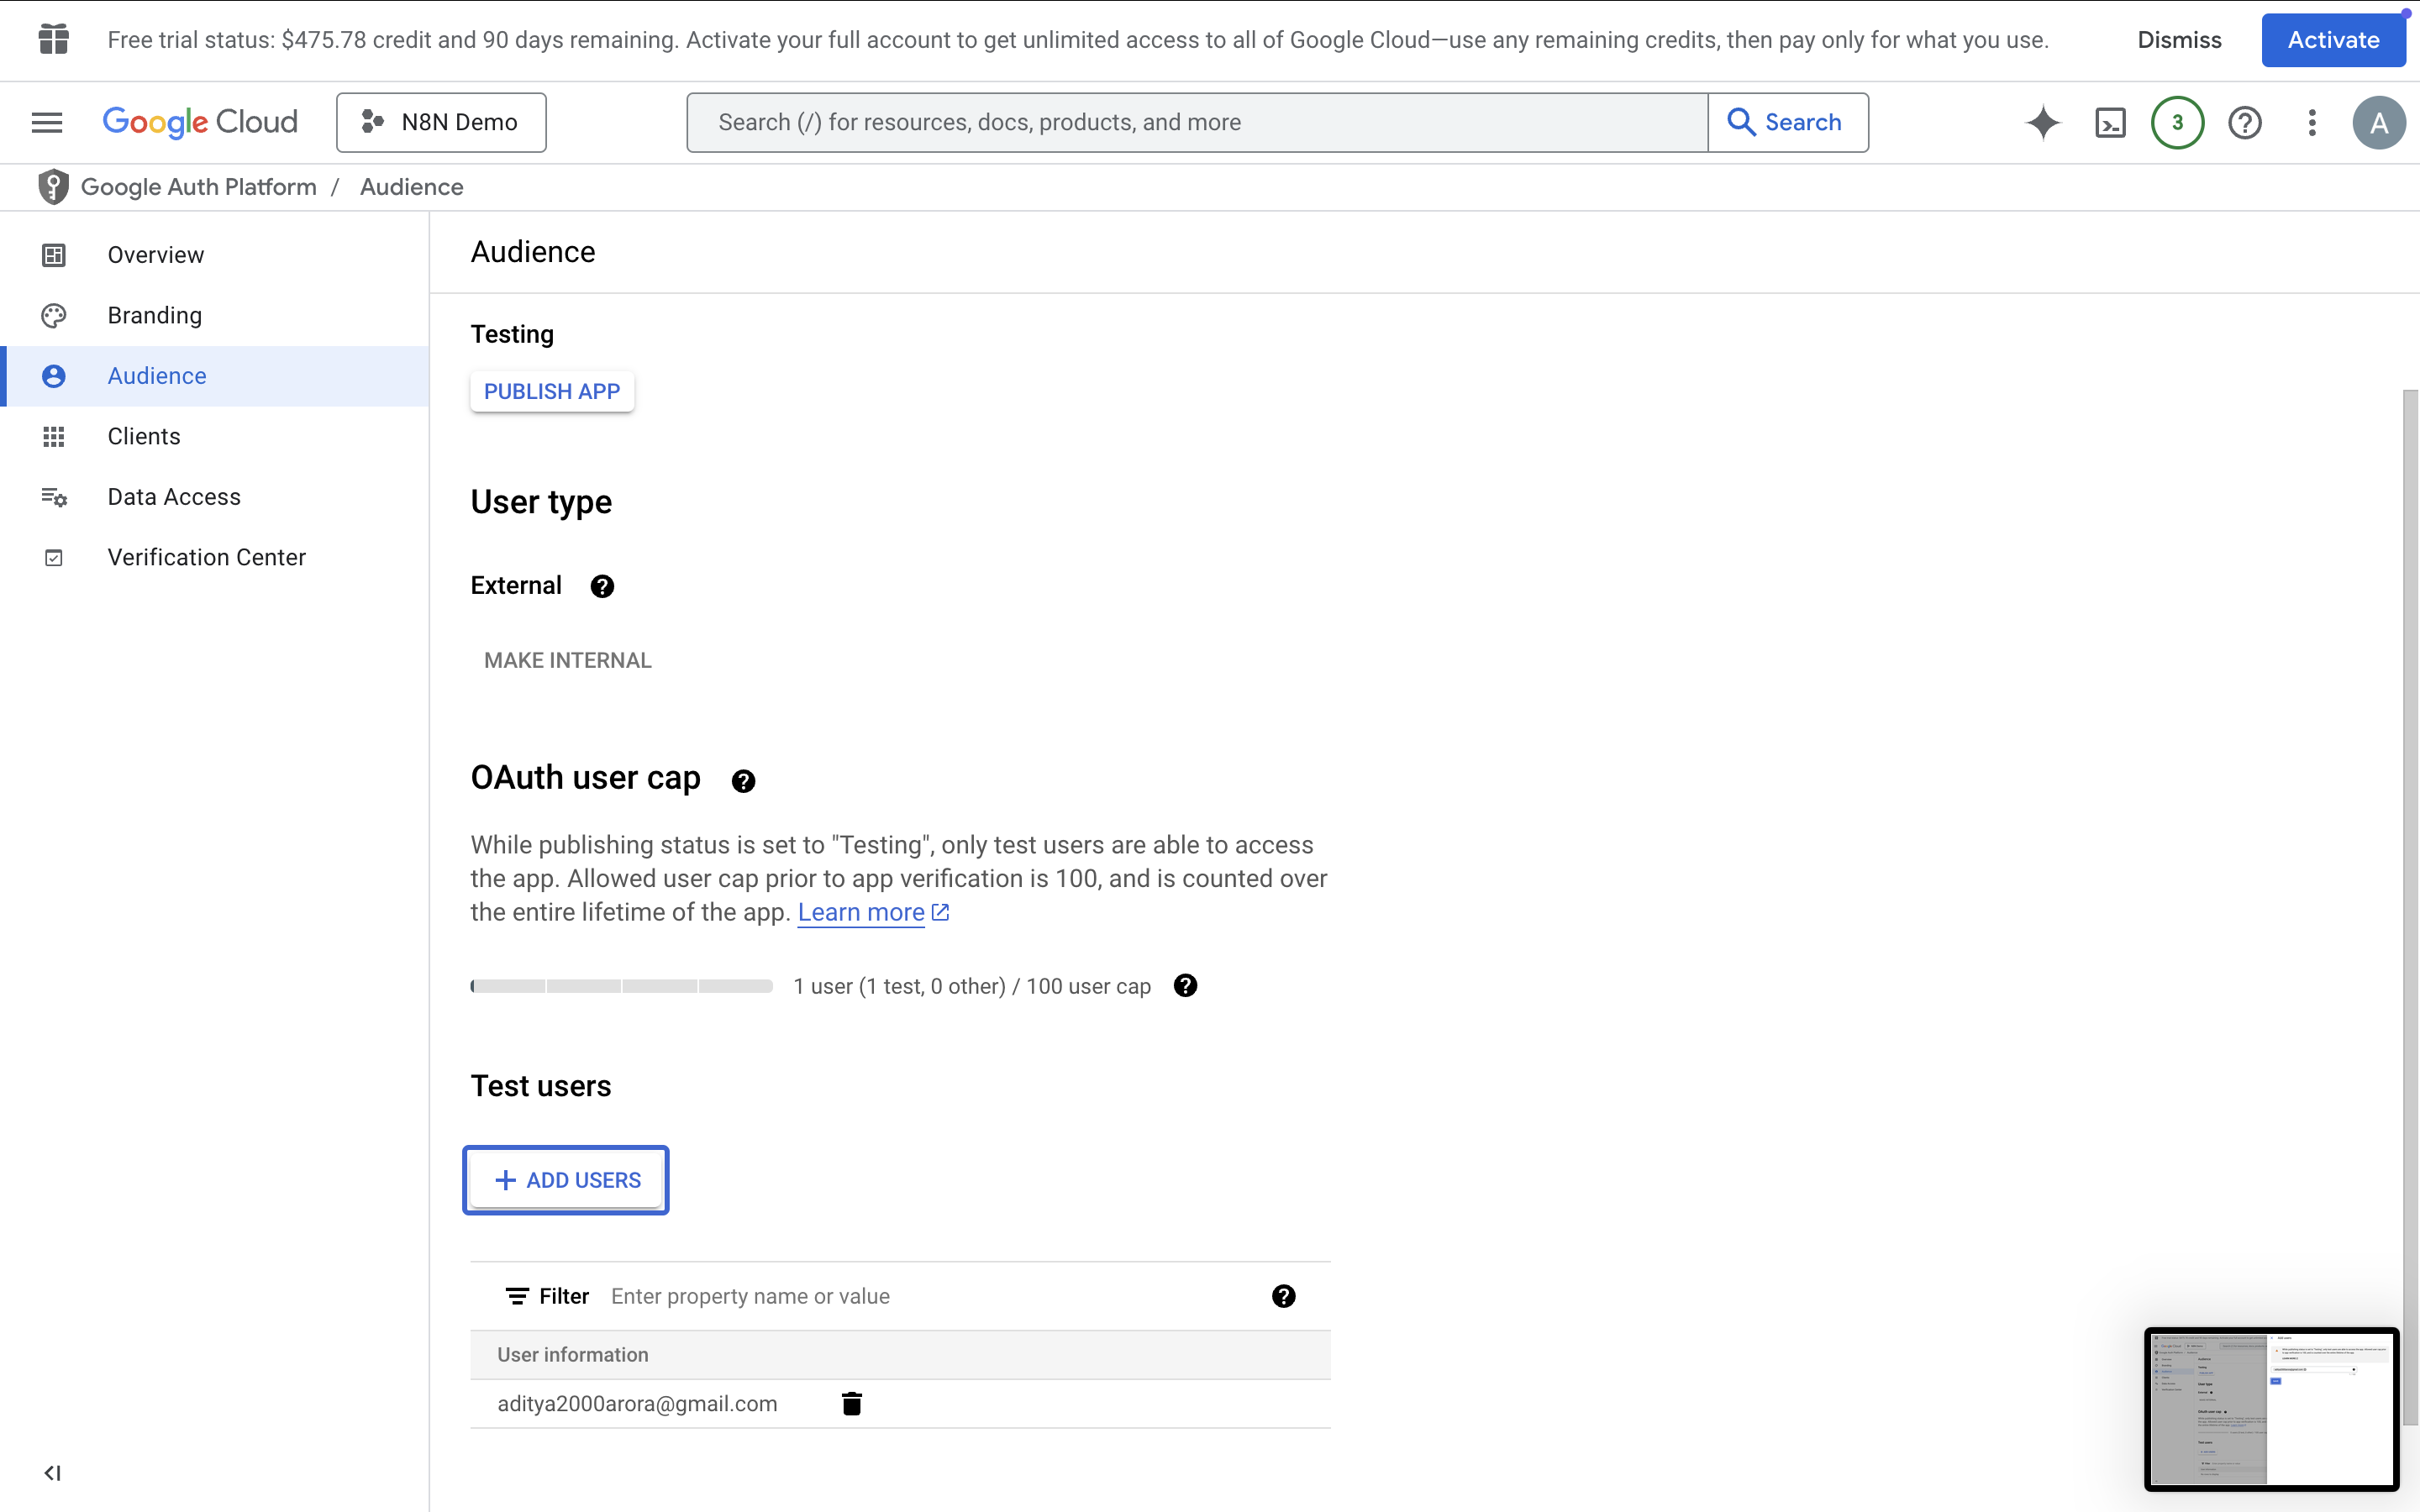 Free trial status: $475.78 credit and 90 days remaining. Activate your full account to get unlimited access to all of Google Cloud—use any remaining credits, then pay only for what you use.
Dismiss
Activate
Google Cloud
N8N Demo
Search (/) for resources, docs, products, and more
Search
3
A
Google Auth Platform / Audience
Overview
Branding
Audience
Clients
Data Access
Verification Center
Audience
Testing
PUBLISH APP
User type
External
MAKE INTERNAL
OAuth user cap
While publishing status is set to "Testing", only test users are able to access
the app. Allowed user cap prior to app verification is 100, and is counted over
the entire lifetime of the app. Learn more
1 user (1 test, 0 other) / 100 user cap
Test users
+ ADD USERS
Filter Enter property name or value
User information
aditya2000arora@gmail.com